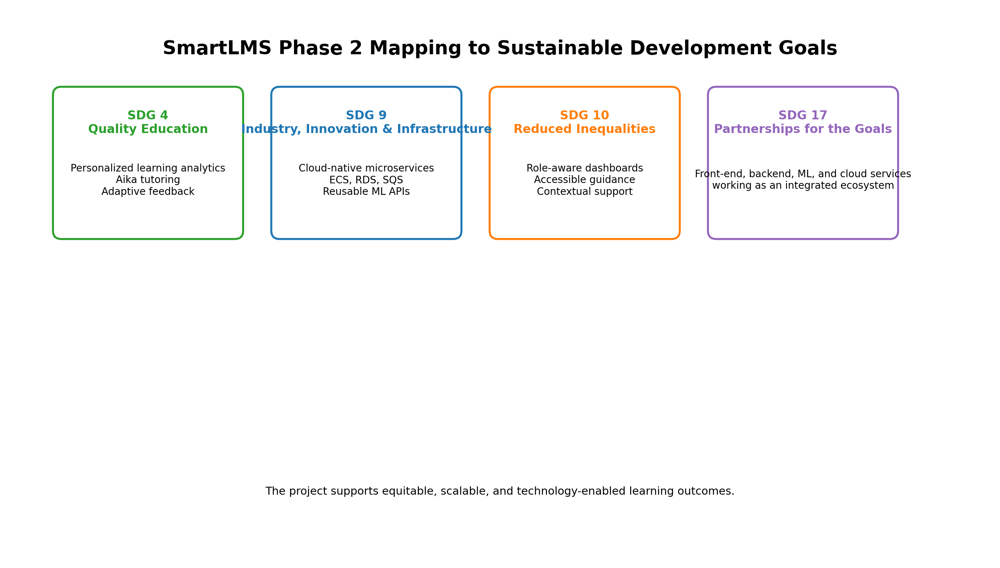 SmartLMS Phase 2 Mapping to Sustainable Development Goals
SDG 4
Quality Education
Personalized learning analytics
Aika tutoring
Adaptive feedback
SDG 9
Industry, Innovation & Infrastructure
Cloud-native microservices
ECS, RDS, SQS
Reusable ML APIs
SDG 10
Reduced Inequalities
Role-aware dashboards
Accessible guidance
Contextual support
SDG 17
Partnerships for the Goals
Front-end, backend, ML, and cloud services
working as an integrated ecosystem
The project supports equitable, scalable, and technology-enabled learning outcomes.